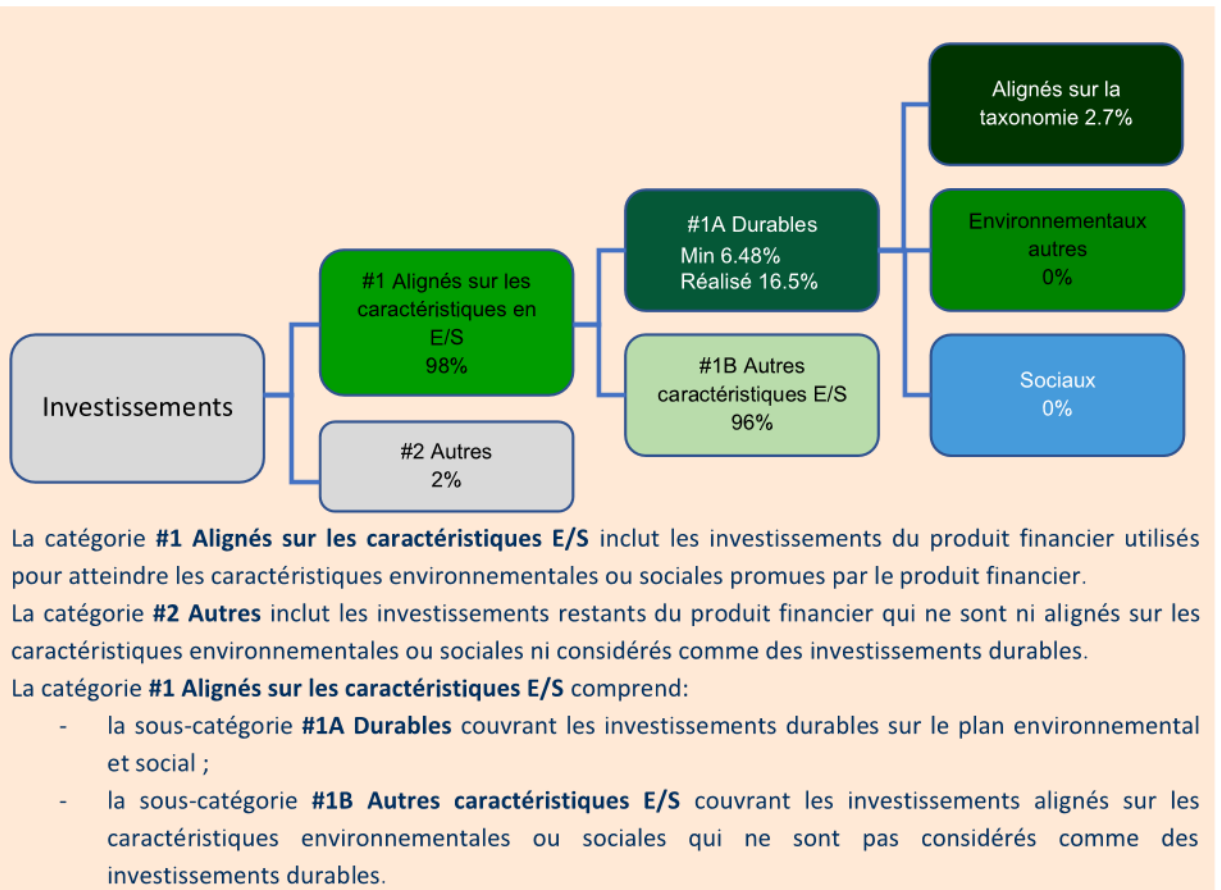 Alignés sur la
taxonomie 2.7%
#1A Durables
Min 6.48%
Réalisé 16.5%
Environnementaux
autres
0%
#1 Alignés sur les
caractéristiques en
E/S
98%
Investissements
#1B Autres
caractéristiques E/S
96%
Sociaux
0%
#2 Autres
2%
La catégorie #1 Alignés sur les caractéristiques E/S inclut les investissements du produit financier utilisés
pour atteindre les caractéristiques environnementales ou sociales promues par le produit financier.
La catégorie #2 Autres inclut les investissements restants du produit financier qui ne sont ni alignés sur les
caractéristiques environnementales ou sociales ni considérés comme des investissements durables.
La catégorie #1 Alignés sur les caractéristiques E/S comprend:
- la sous-catégorie #1A Durables couvrant les investissements durables sur le plan environnemental
et social ;
- la sous-catégorie #1B Autres caractéristiques E/S couvrant les investissements alignés sur les
caractéristiques environnementales ou sociales qui ne sont pas considérés comme des
investissements durables.